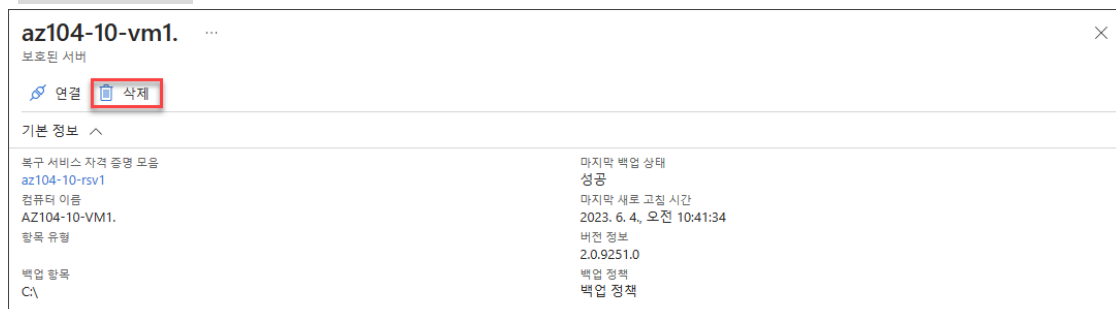 az104-10-vm1. ...
보호된 서버
연결 삭제
기본 정보
복구 서비스 자격 증명 모음
az104-10-rsv1
컴퓨터 이름
AZ104-10-VM1.
항목 유형
백업 항목
C:\
마지막 백업 상태
성공
마지막 새로 고침 시간
2023. 6. 4., 오전 10:41:34
버전 정보
2.0.9251.0
백업 정책
백업 정책